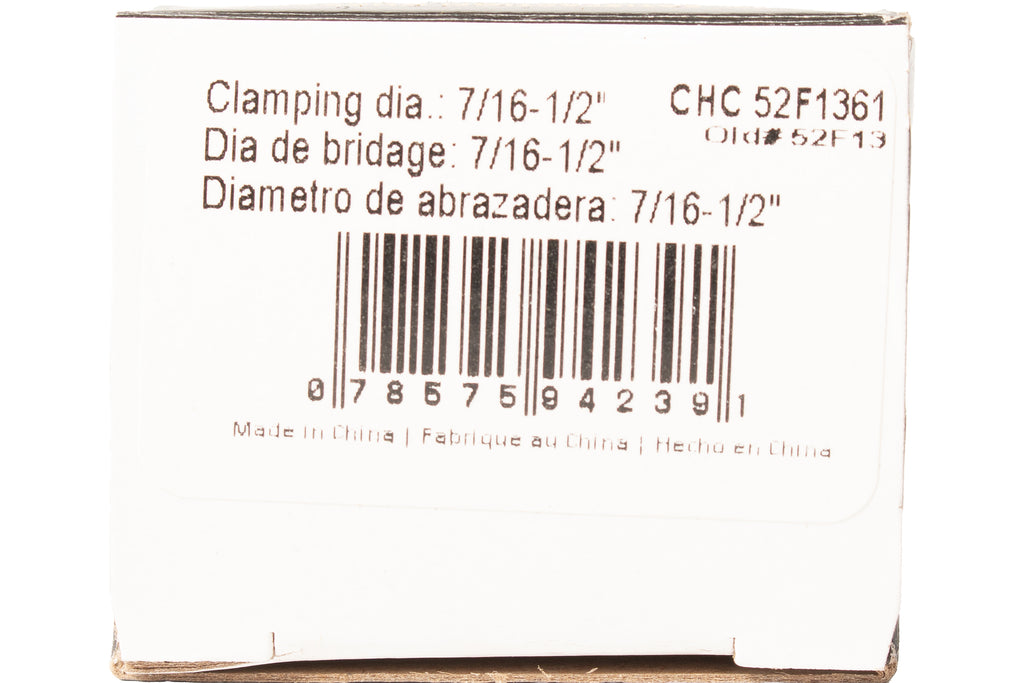 Clamping dia.: 7/16-1/2"
CHC 52F1361
Old# 52F13
Dia de bridage: 7/16-1/2"
Diametro de abrazadera: 7/16-1/2"
0 78575 94239 1
Made in China | Fabrique au China | Hecho en China